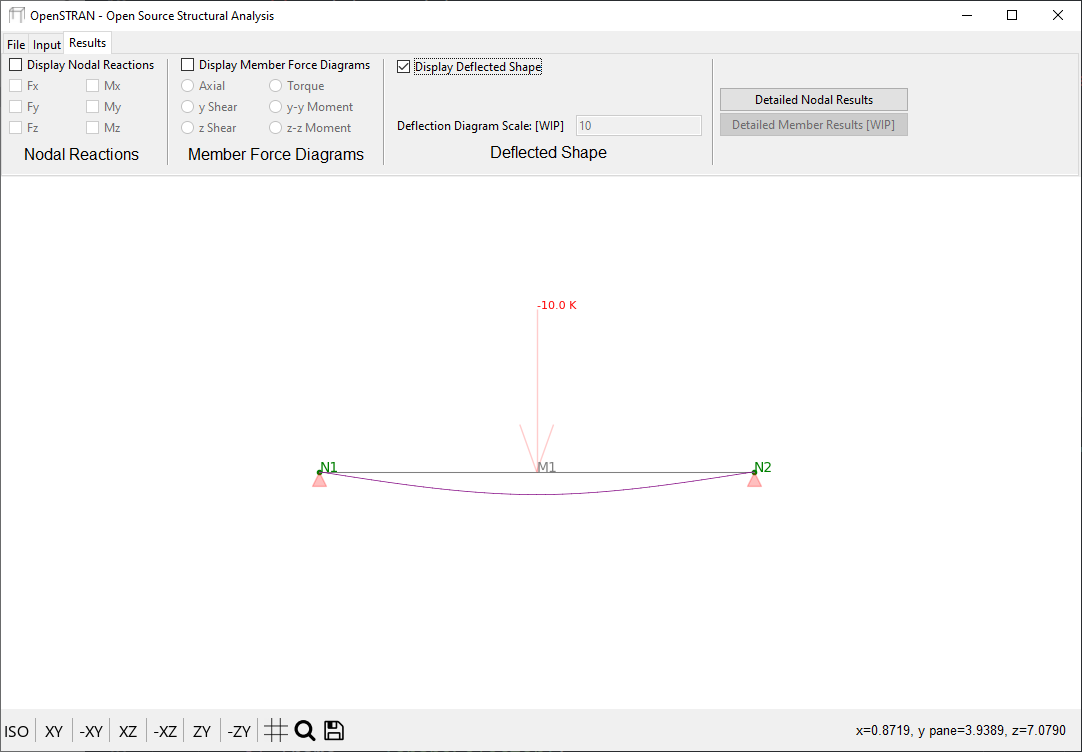 OpenSTRAN - Open Source Structural Analysis
File Input Results
Display Nodal Reactions
Fx Mx
Fy My
Fz Mz
Nodal Reactions
Display Member Force Diagrams
Axial Torque
y Shear y-y Moment
z Shear z-z Moment
Member Force Diagrams
Display Deflected Shape
Deflection Diagram Scale: [WIP] 10
Deflected Shape
Detailed Nodal Results
Detailed Member Results [WIP]
-10.0 K
N1 M1 N2
ISO XY -XY XZ -XZ ZY -ZY
x=0.8719, y pane=3.9389, z=7.0790